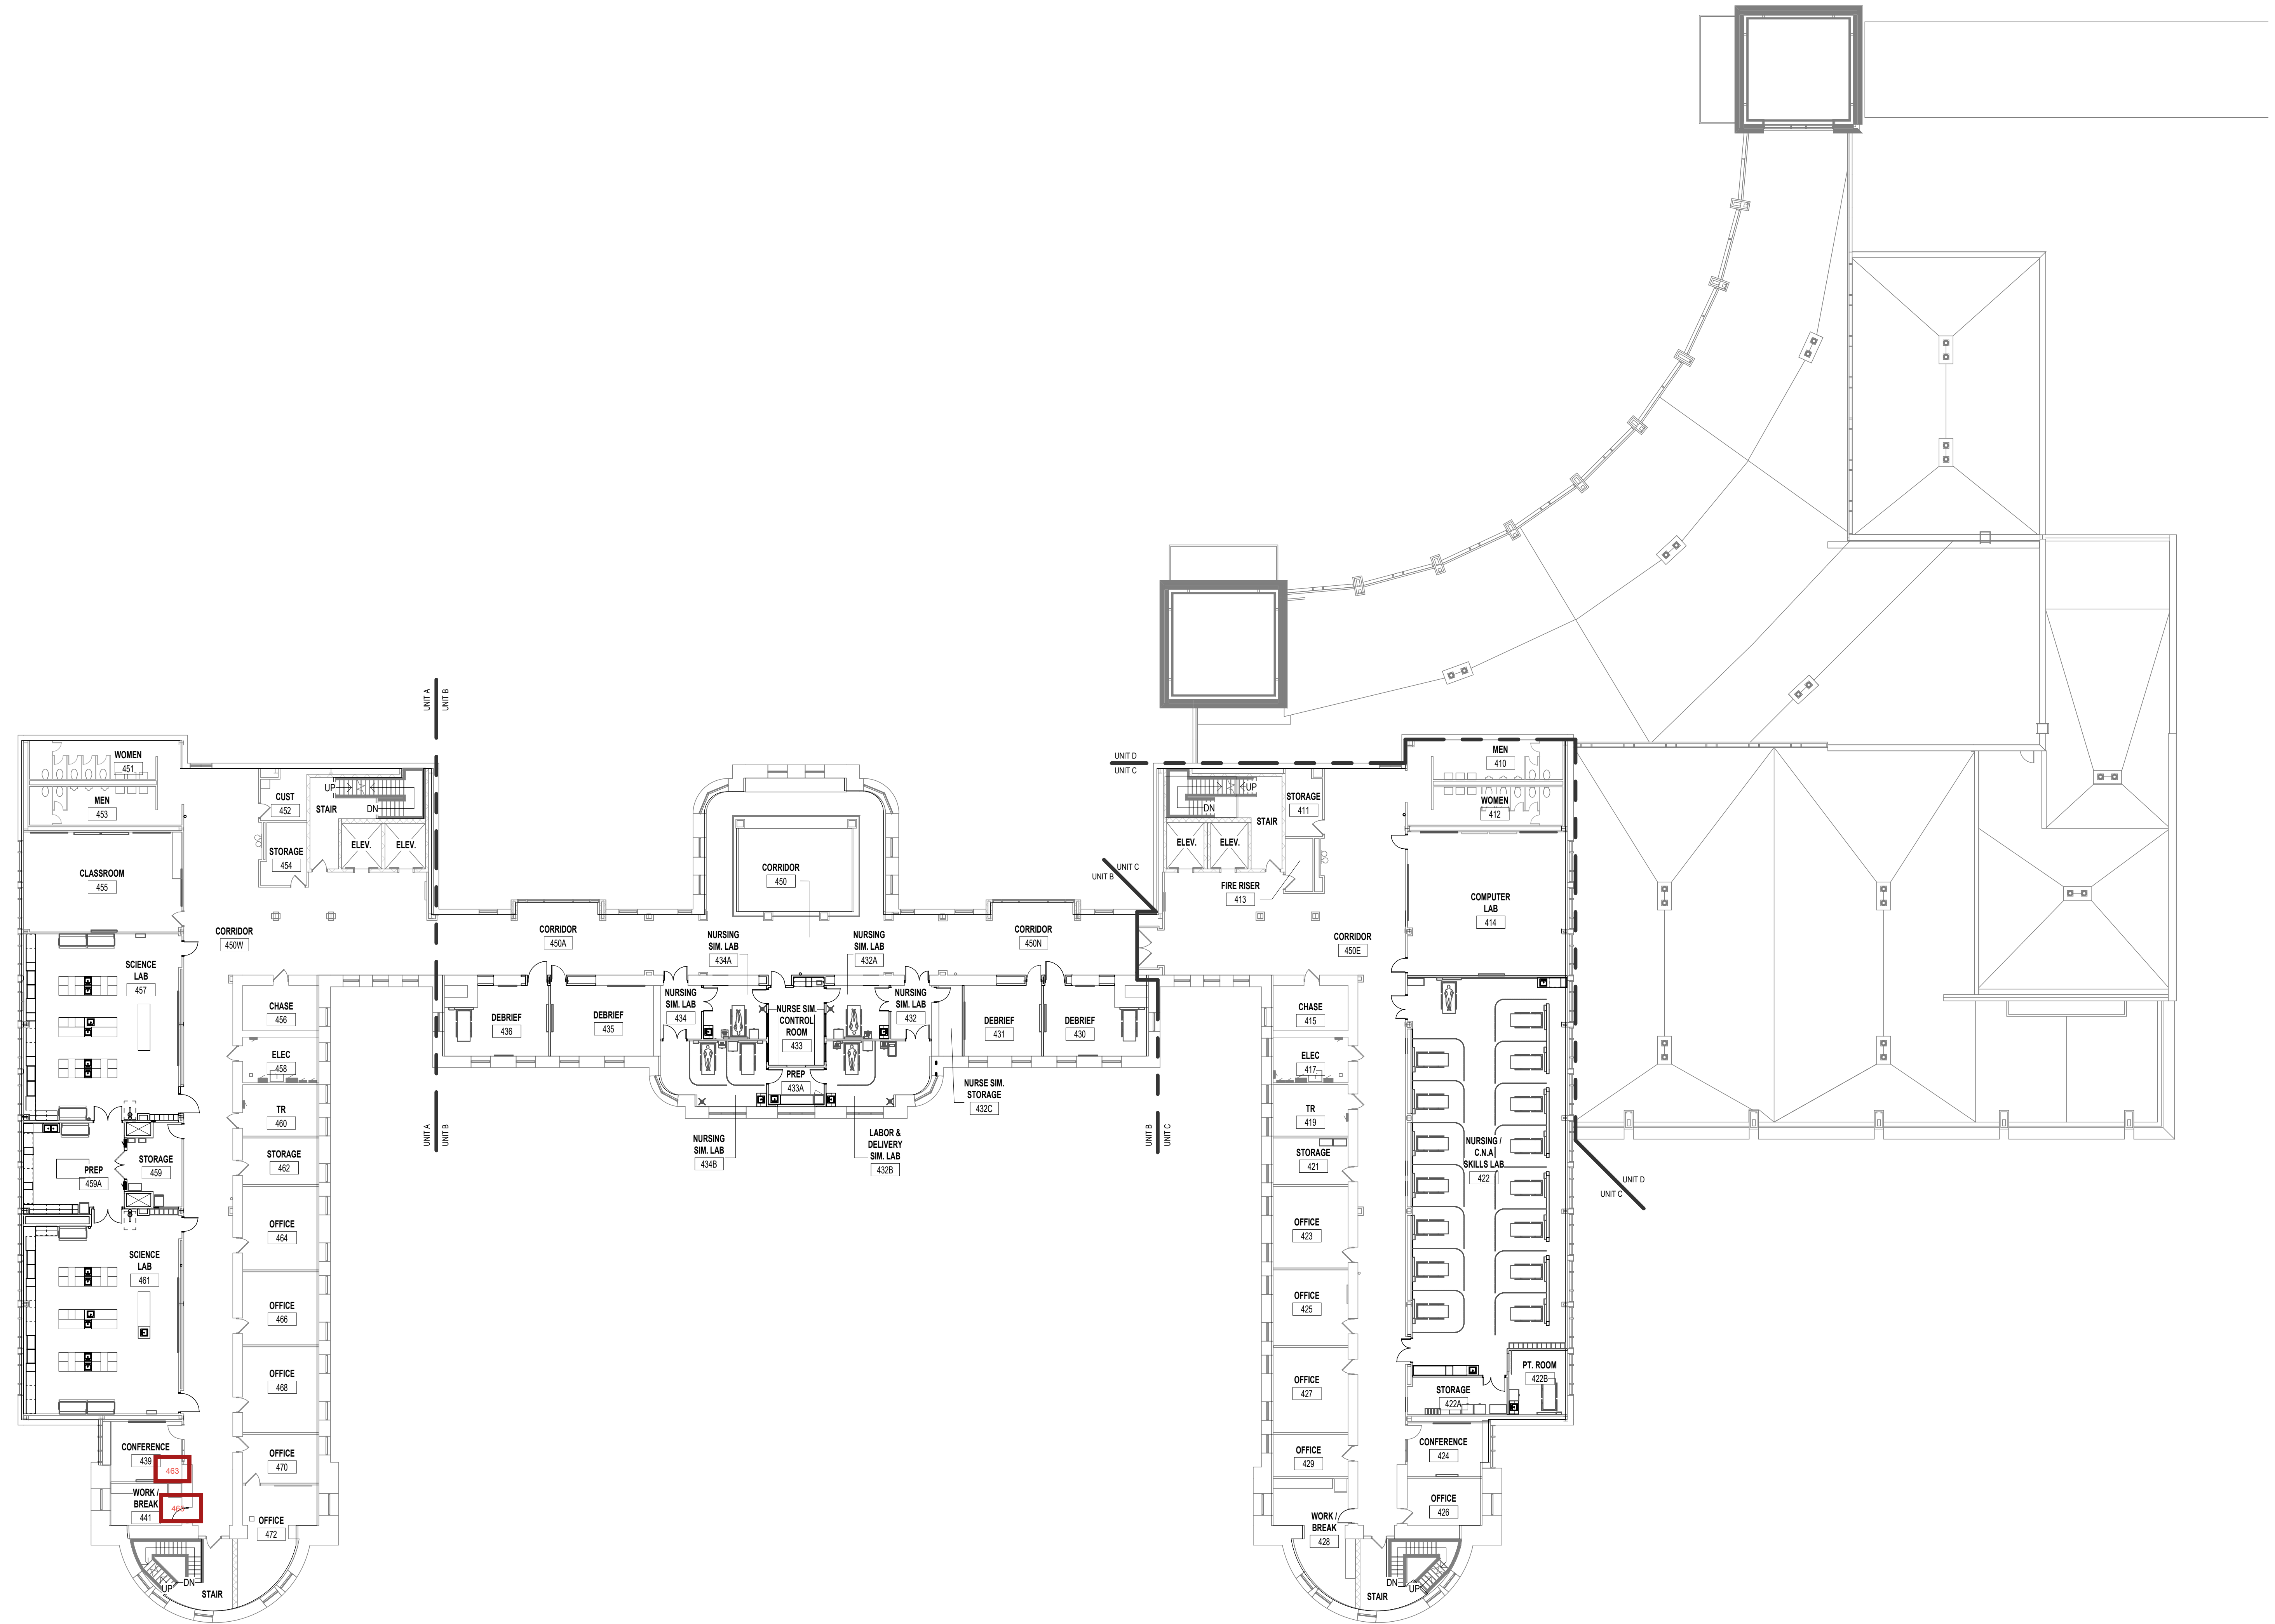 UNIT A
UNIT B
WOMEN
451
MEN
453
CUST
452
STAIR
UP
DN
STORAGE
454
ELEV.
ELEV.
CLASSROOM
455
CORRIDOR
450W
SCIENCE
LAB
457
CHASE
456
ELEC
458
TR
460
STORAGE
462
PREP
459A
STORAGE
459
OFFICE
464
SCIENCE
LAB
461
OFFICE
466
OFFICE
468
CONFERENCE
439
463
OFFICE
470
WORK /
BREAK
441
OFFICE
472
UP
DN
STAIR
UNIT A
UNIT B
CORRIDOR
450
CORRIDOR
450A
NURSING
SIM. LAB
434A
NURSING
SIM. LAB
432A
CORRIDOR
450N
DEBRIEF
436
DEBRIEF
435
NURSING
SIM. LAB
434
NURSE SIM.
CONTROL
ROOM
433
NURSING
SIM. LAB
432
DEBRIEF
431
DEBRIEF
430
PREP
433A
NURSE SIM.
STORAGE
432C
NURSING
SIM. LAB
434B
LABOR &
DELIVERY
SIM. LAB
432B
UNIT B
UNIT C
UNIT D
UNIT C
UNIT C
UNIT B
UP
DN
STORAGE
411
STAIR
ELEV.
ELEV.
MEN
410
WOMEN
412
FIRE RISER
413
COMPUTER
LAB
414
CORRIDOR
450E
CHASE
415
ELEC
417
TR
419
STORAGE
421
NURSING /
C.N.A
SKILLS LAB
422
OFFICE
423
OFFICE
425
OFFICE
427
PT. ROOM
422B
STORAGE
422A
OFFICE
429
CONFERENCE
424
OFFICE
426
WORK /
BREAK
428
DN
UP
STAIR
UNIT D
UNIT C